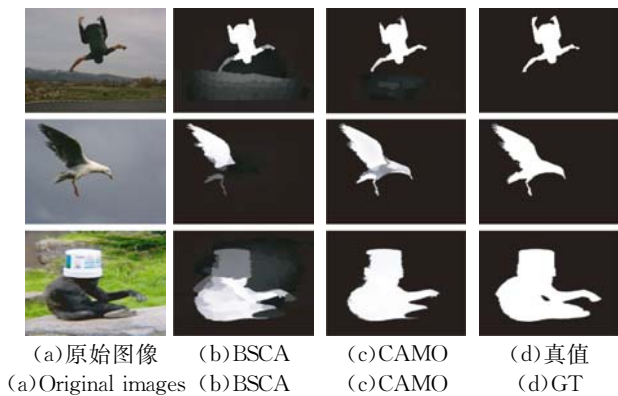 (a)原始图像 (b)BSCA (c)CAMO (d)真值
(a)Original images (b)BSCA (c)CAMO (d)GT